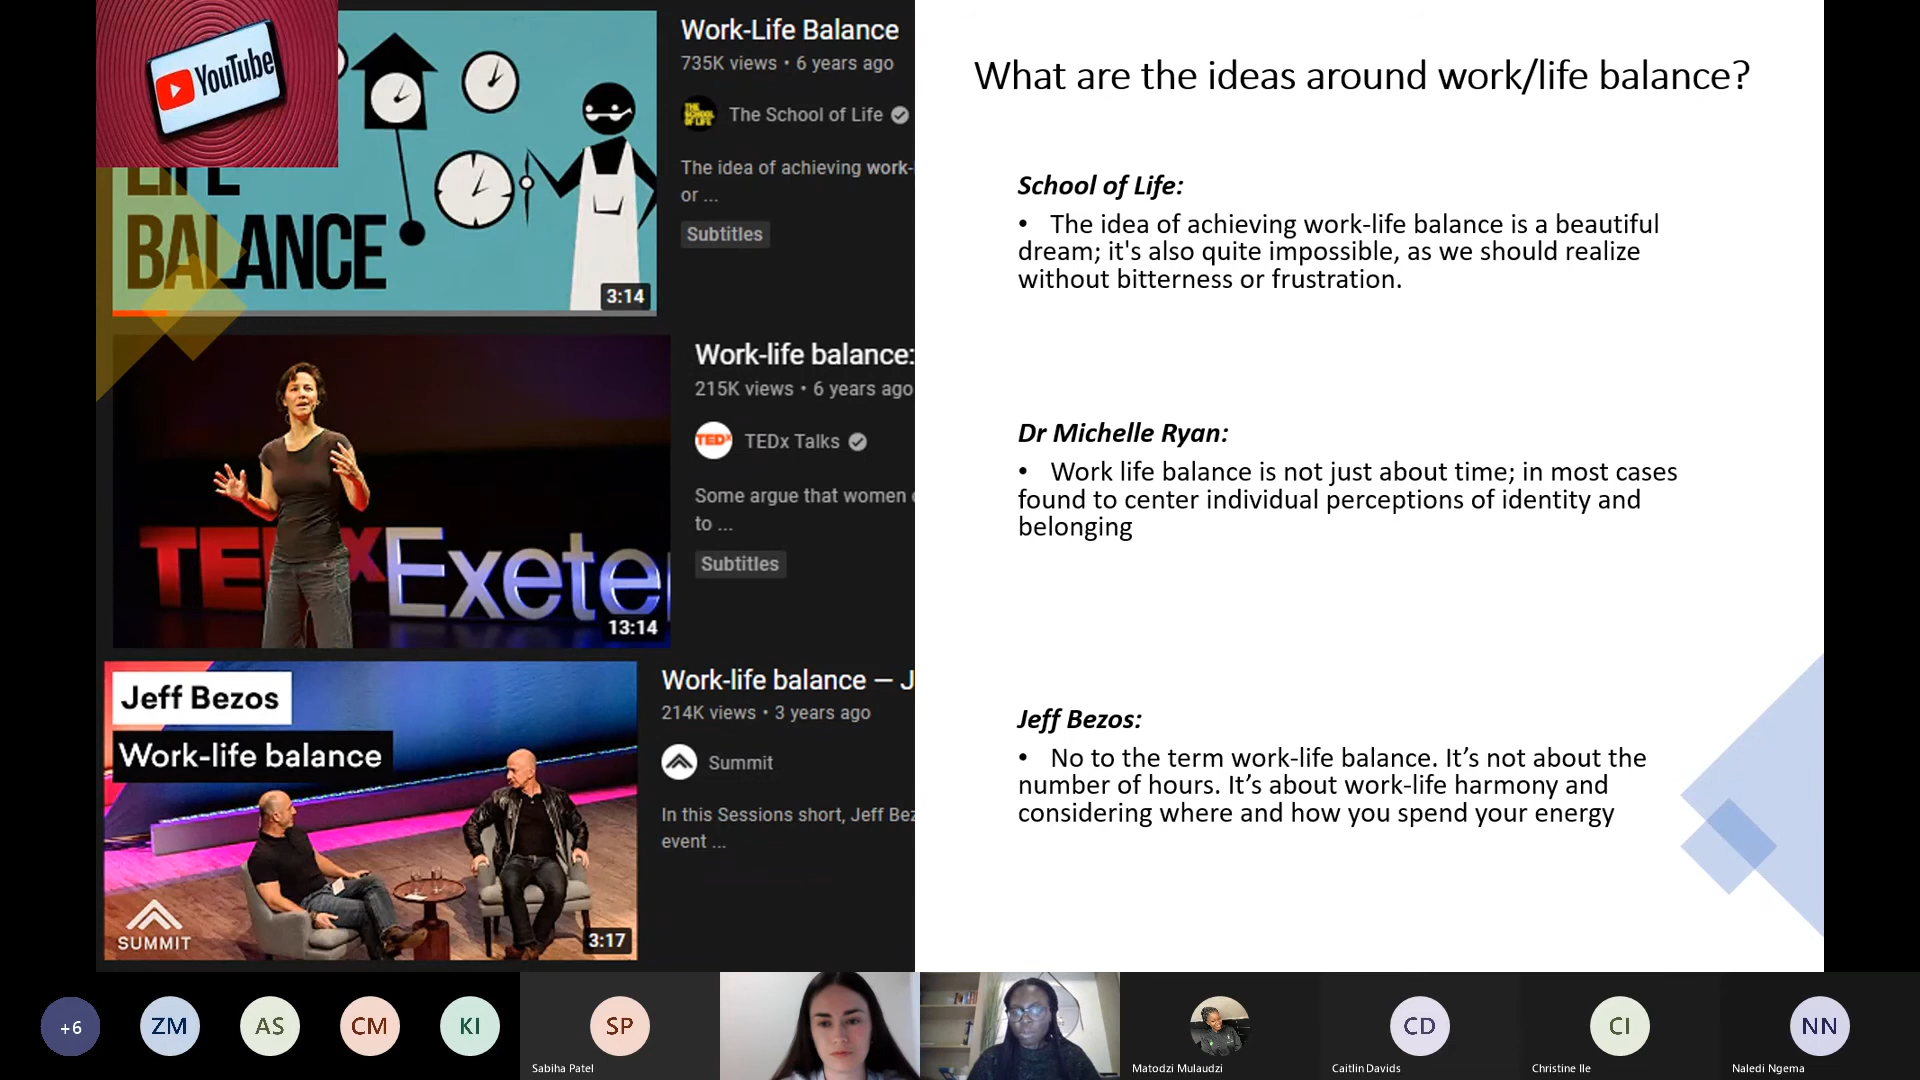 YouTube
LIFE
BALANCE
3:14
Work-Life Balance
735K views • 6 years ago
THE SCHOOL OF LIFE
The School of Life
The idea of achieving work-
or ...
Subtitles
TEDxExete
13:14
Work-life balance:
215K views • 6 years ago
TEDx
TEDx Talks
Some argue that women
to ...
Subtitles
Jeff Bezos
Work-life balance
SUMMIT
3:17
Work-life balance — J
214K views • 3 years ago
Summit
In this Sessions short, Jeff Bez
event ...
What are the ideas around work/life balance?
School of Life:
• The idea of achieving work-life balance is a beautiful
dream; it's also quite impossible, as we should realize
without bitterness or frustration.
Dr Michelle Ryan:
• Work life balance is not just about time; in most cases
found to center individual perceptions of identity and
belonging
Jeff Bezos:
• No to the term work-life balance. It’s not about the
number of hours. It’s about work-life harmony and
considering where and how you spend your energy
+6
ZM
AS
CM
KI
SP
Sabiha Patel
Matodzi Mulaudzi
CD
Caitlin Davids
CI
Christine Ile
NN
Naledi Ngema